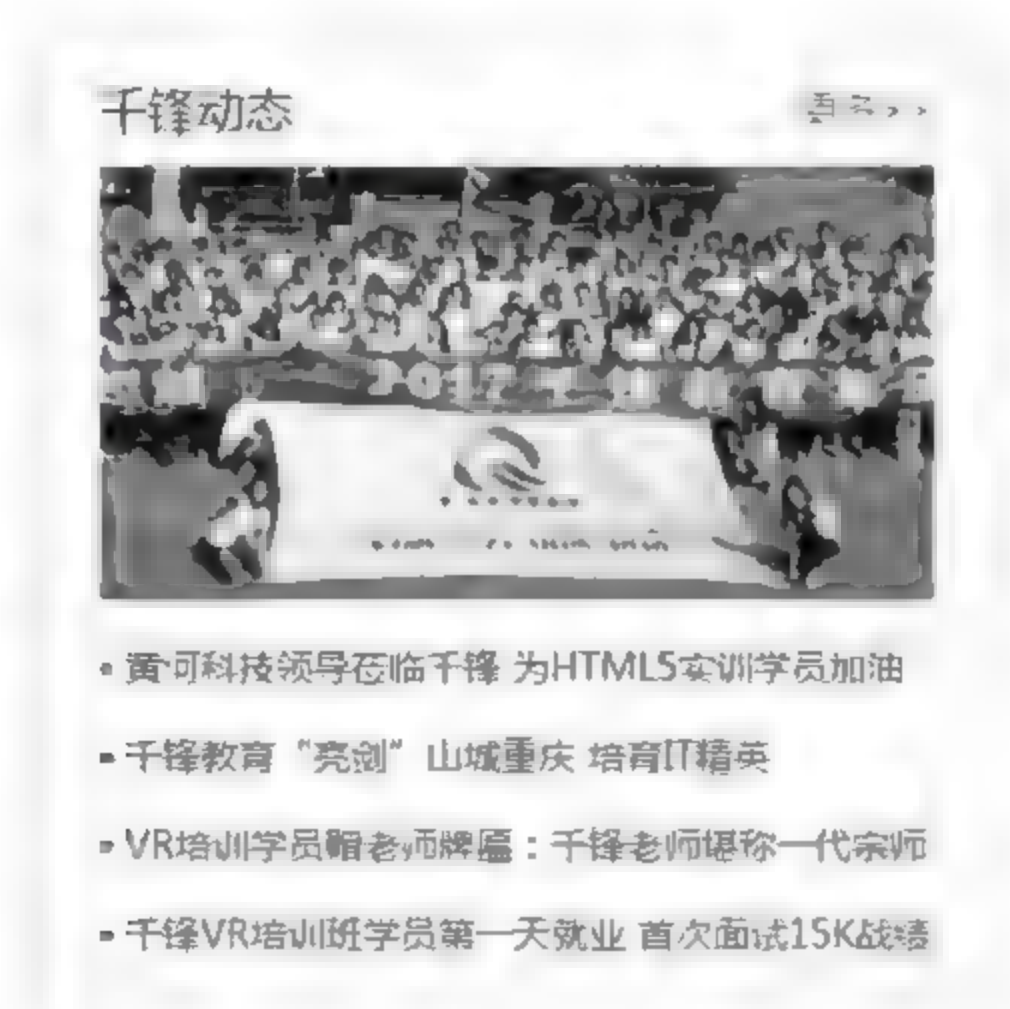 千锋动态
查看更多>>
黄河科技领导莅临千锋 为HTML5实训学员加油
千锋教育“亮剑”山城重庆 培育IT精英
VR培训学员赠老师牌匾：千锋老师堪称一代宗师
千锋VR培训班学员第一天就业 首次面试15K战绩